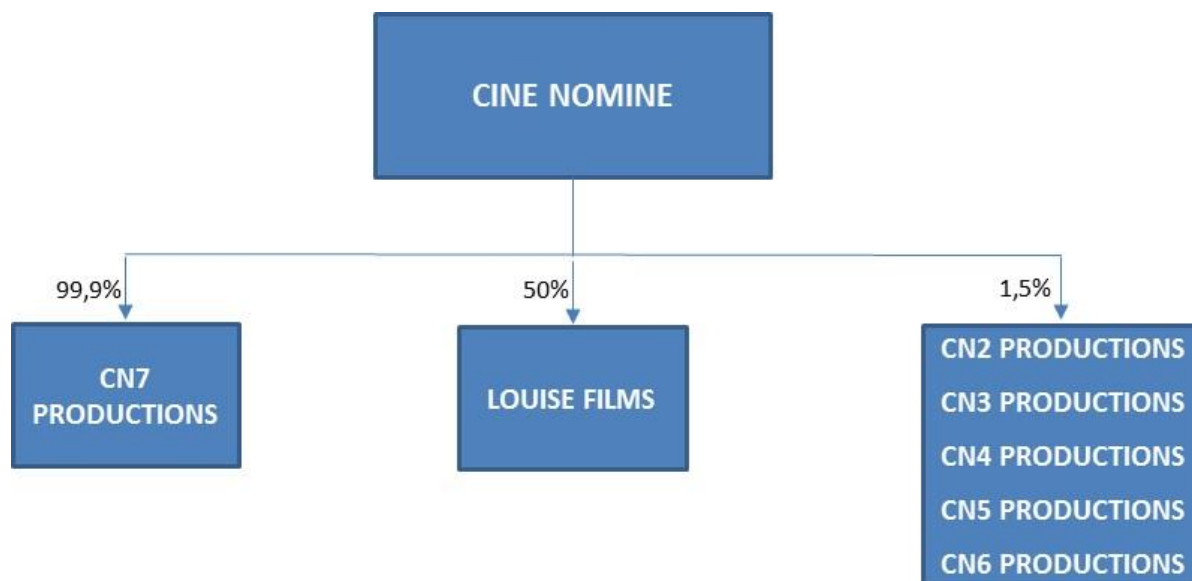 CINE NOMINE
99,9%
50%
1,5%
CN7
PRODUCTIONS
LOUISE FILMS
CN2 PRODUCTIONS
CN3 PRODUCTIONS
CN4 PRODUCTIONS
CN5 PRODUCTIONS
CN6 PRODUCTIONS